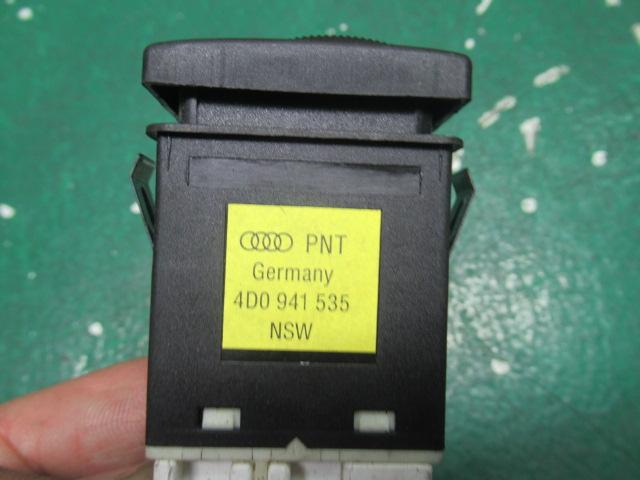 PNT
Germany
4D0 941 535
NSW